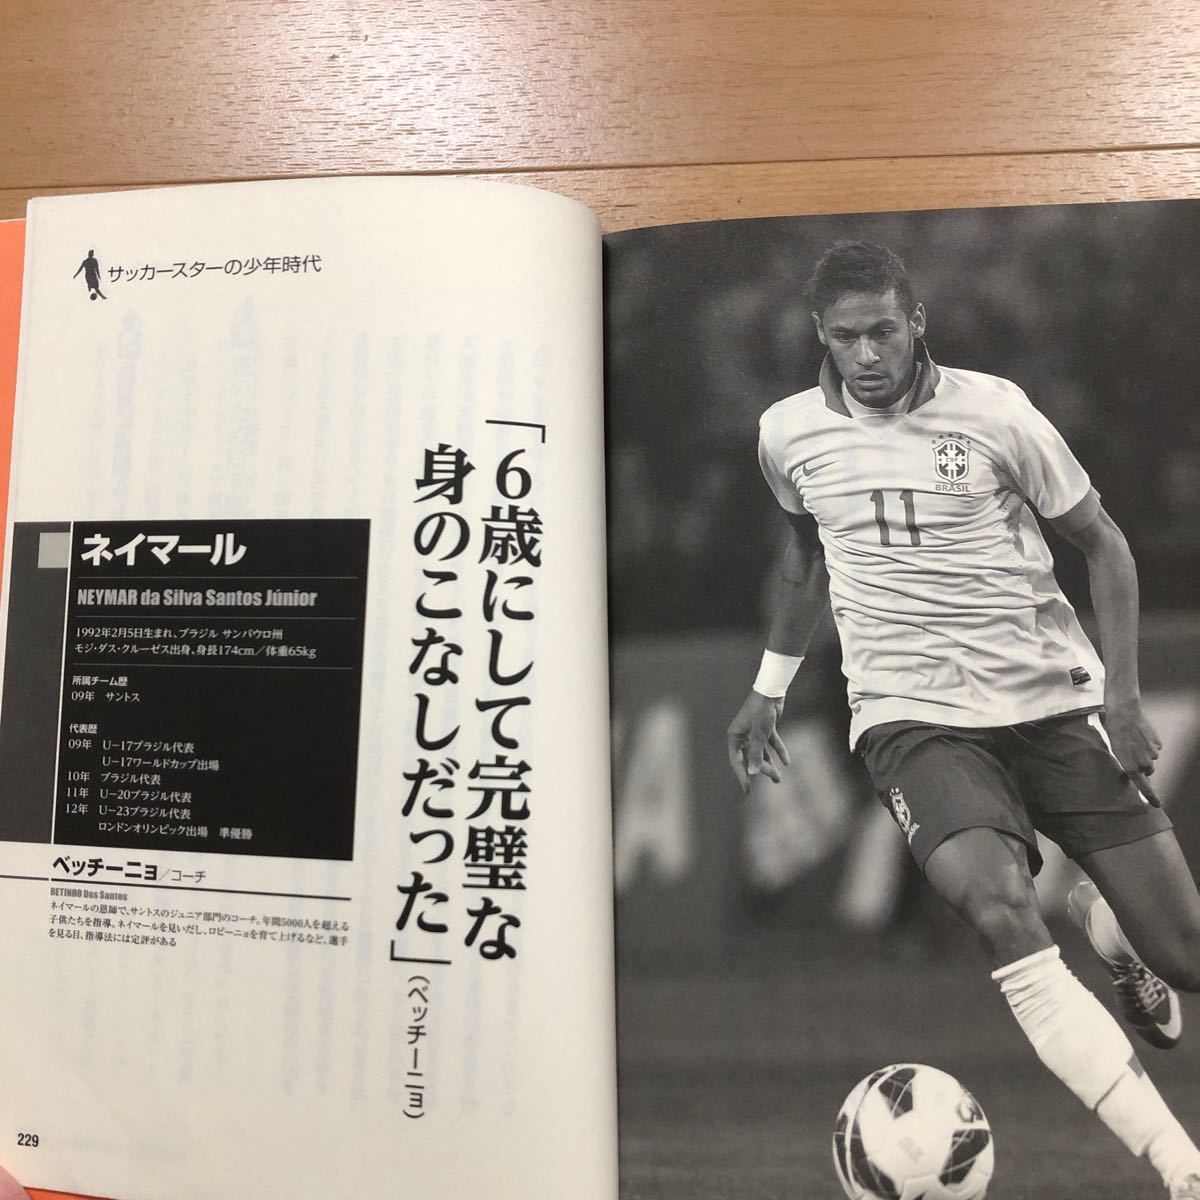 サッカースターの少年時代
「6歳にして完璧な
身のこなしだった」
(ベッチーニョ)
ネイマール
NEYMAR da Silva Santos Júnior
1992年2月5日生まれ、ブラジル サンパウロ州
モジ・ダス・クルーゼス出身、身長174cm/体重65kg
所属チーム歴
09年 サントス
代表歴
09年 U-17ブラジル代表
U-17ワールドカップ出場
10年 ブラジル代表
11年 U-20ブラジル代表
12年 U-23ブラジル代表
ロンドンオリンピック出場 準優勝
ベッチーニョ/コーチ
BETINHO Dos Santos
ネイマールの恩師で、サントスのジュニア部門のコーチ。年間5000人を超える
子供たちを指導。ネイマールを見いだし、ロビーニョを育て上げるなど、選手
を見る目、指導法には定評がある
229
CBF
BRASIL
11
BRASIL